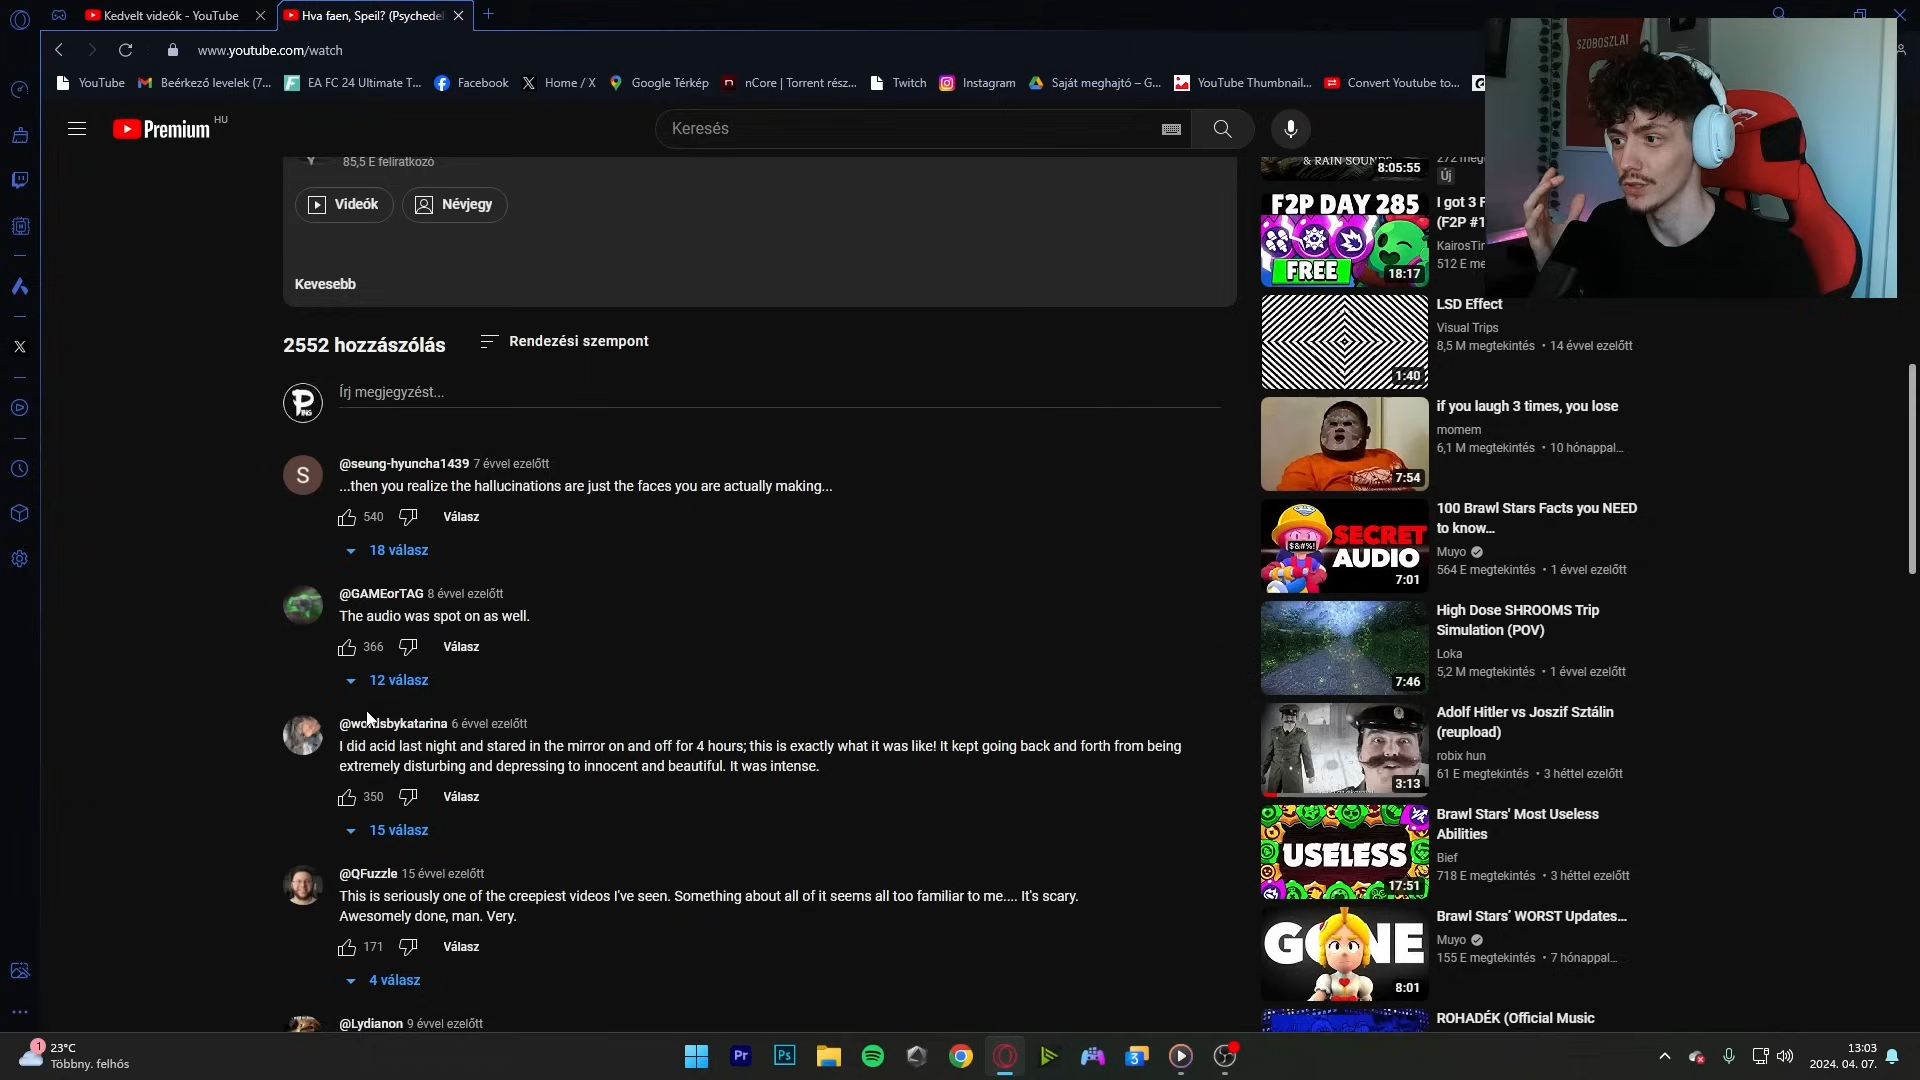 Kedvelt videók - YouTube
Hva faen, Speil? (Psychede
www.youtube.com/watch
YouTube
Beérkező levelek (7...
EA FC 24 Ultimate T...
Facebook
Home / X
Google Térkép
nCore | Torrent rész...
Twitch
Instagram
Saját meghajtó – G...
YouTube Thumbnail...
Convert Youtube to...
SZOBOSZLAI
Premium HU
Keresés
85,5 E feliratkozó
Videók
Névjegy
Kevesebb
2552 hozzászólás
Rendezési szempont
Írj megjegyzést...
@seung-hyuncha1439 7 évvel ezelőtt
...then you realize the hallucinations are just the faces you are actually making...
540
Válasz
18 válasz
@GAMEorTAG 8 évvel ezelőtt
The audio was spot on as well.
366
Válasz
12 válasz
6 évvel ezelőtt
I did acid last night and stared in the mirror on and off for 4 hours; this is exactly what it was like! It kept going back and forth from being
extremely disturbing and depressing to innocent and beautiful. It was intense.
350
Válasz
15 válasz
@QFuzzle 15 évvel ezelőtt
This is seriously one of the creepiest videos I've seen. Something about all of it seems all too familiar to me.... It's scary.
Awesomely done, man. Very.
171
Válasz
4 válasz
@Lydianon 9 évvel ezelőtt
& RAIN SOUNDS
8:05:55
Új
F2P DAY 285
FREE
18:17
I got 3 F
(F2P #1
KairosTir
512 E me
1:40
LSD Effect
Visual Trips
8,5 M megtekintés • 14 évvel ezelőtt
7:54
if you laugh 3 times, you lose
momem
6,1 M megtekintés • 10 hónappal...
$&#%!
SECRET
AUDIO
7:01
100 Brawl Stars Facts you NEED
to know...
Muyo
564 E megtekintés • 1 évvel ezelőtt
7:46
High Dose SHROOMS Trip
Simulation (POV)
Loka
5,2 M megtekintés • 1 évvel ezelőtt
3:13
Adolf Hitler vs Joszif Sztálin
(reupload)
robix hun
61 E megtekintés • 3 héttel ezelőtt
USELESS
17:51
Brawl Stars' Most Useless
Abilities
Bief
718 E megtekintés • 3 héttel ezelőtt
GONE
8:01
Brawl Stars' WORST Updates...
Muyo
155 E megtekintés • 7 hónappal...
ROHADÉK (Official Music
1
23°C
Többny. felhős
Pr
Ps
13:03
2024. 04. 07.